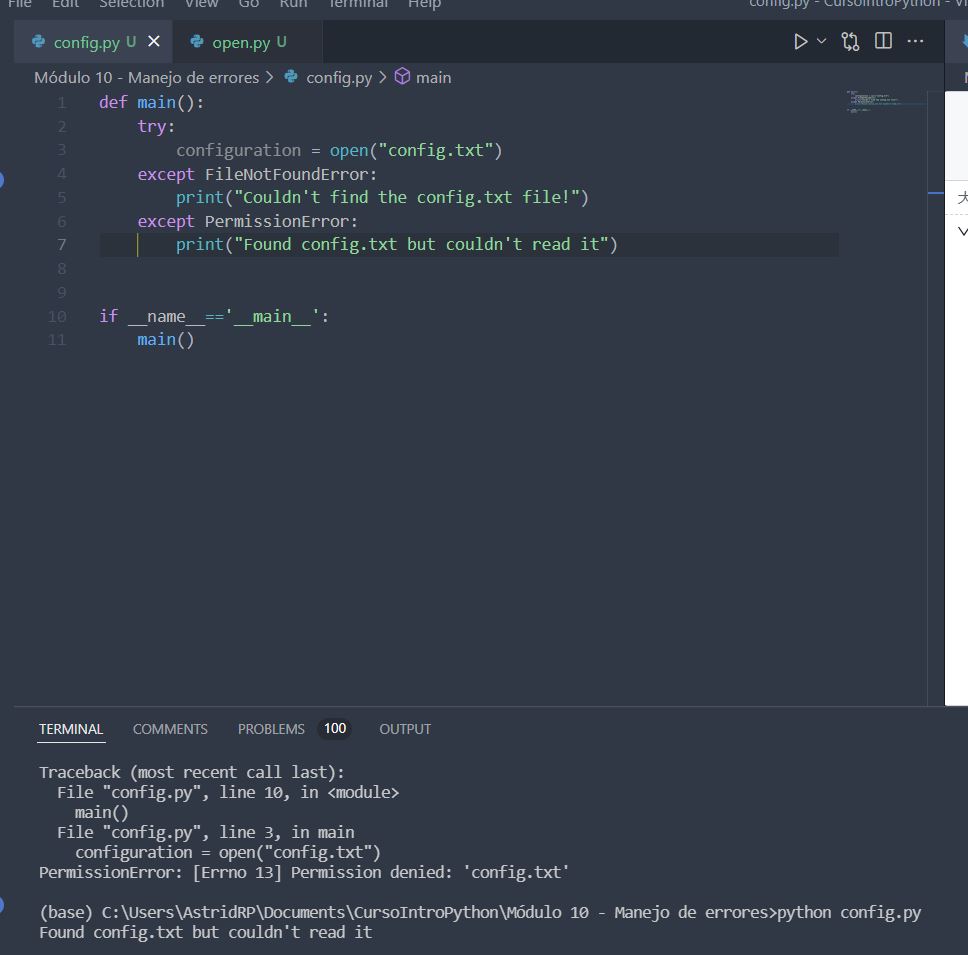 File Edit Selection View Go Run Terminal Help config.py - CursoIntroPython - Vi
config.py U open.py U
Módulo 10 - Manejo de errores > config.py > main
1 def main():
2 try:
3 configuration = open("config.txt")
4 except FileNotFoundError:
5 print("Couldn't find the config.txt file!")
6 except PermissionError:
7 print("Found config.txt but couldn't read it")
8
9
10 if __name__=='__main__':
11 main()
TERMINAL COMMENTS PROBLEMS 100 OUTPUT
Traceback (most recent call last):
File "config.py", line 10, in <module>
main()
File "config.py", line 3, in main
configuration = open("config.txt")
PermissionError: [Errno 13] Permission denied: 'config.txt'
(base) C:\Users\AstridRP\Documents\CursoIntroPython\Módulo 10 - Manejo de errores>python config.py
Found config.txt but couldn't read it